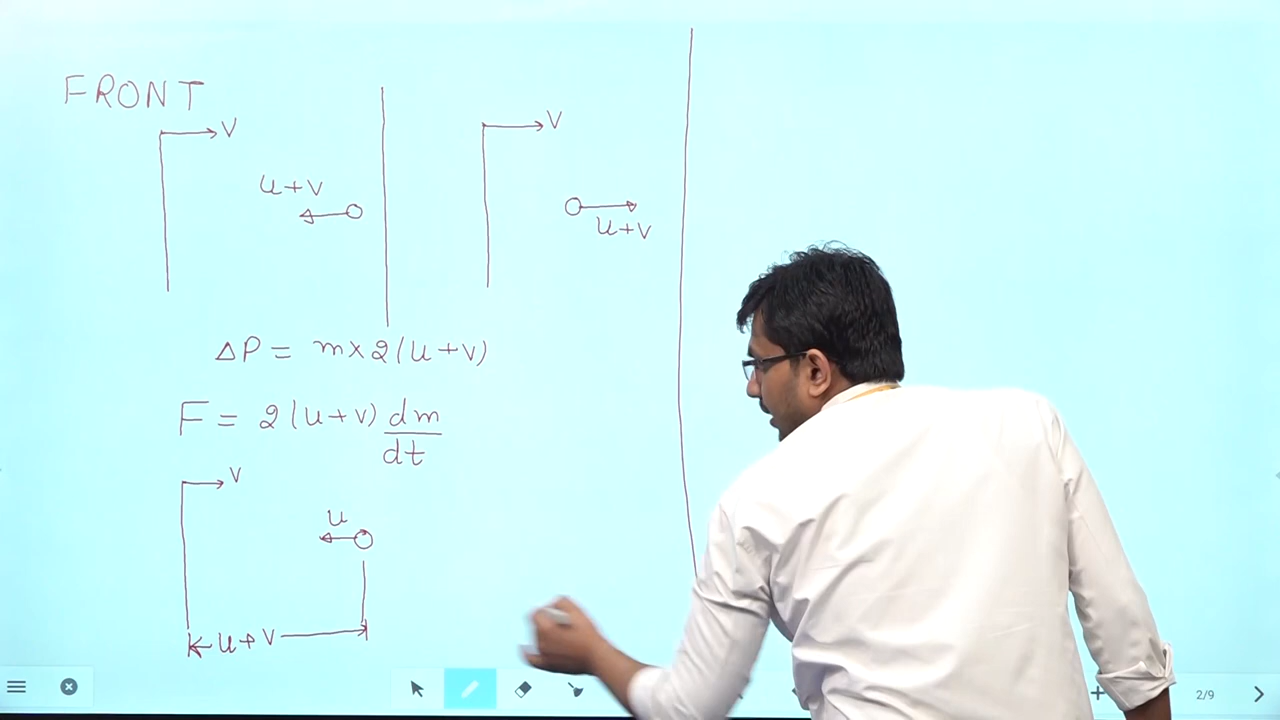 FRONT
V
u+v
V
u+v
ΔP = m×2(u+v)
F = 2(u+v) dm/dt
v
u
u+v
2/9